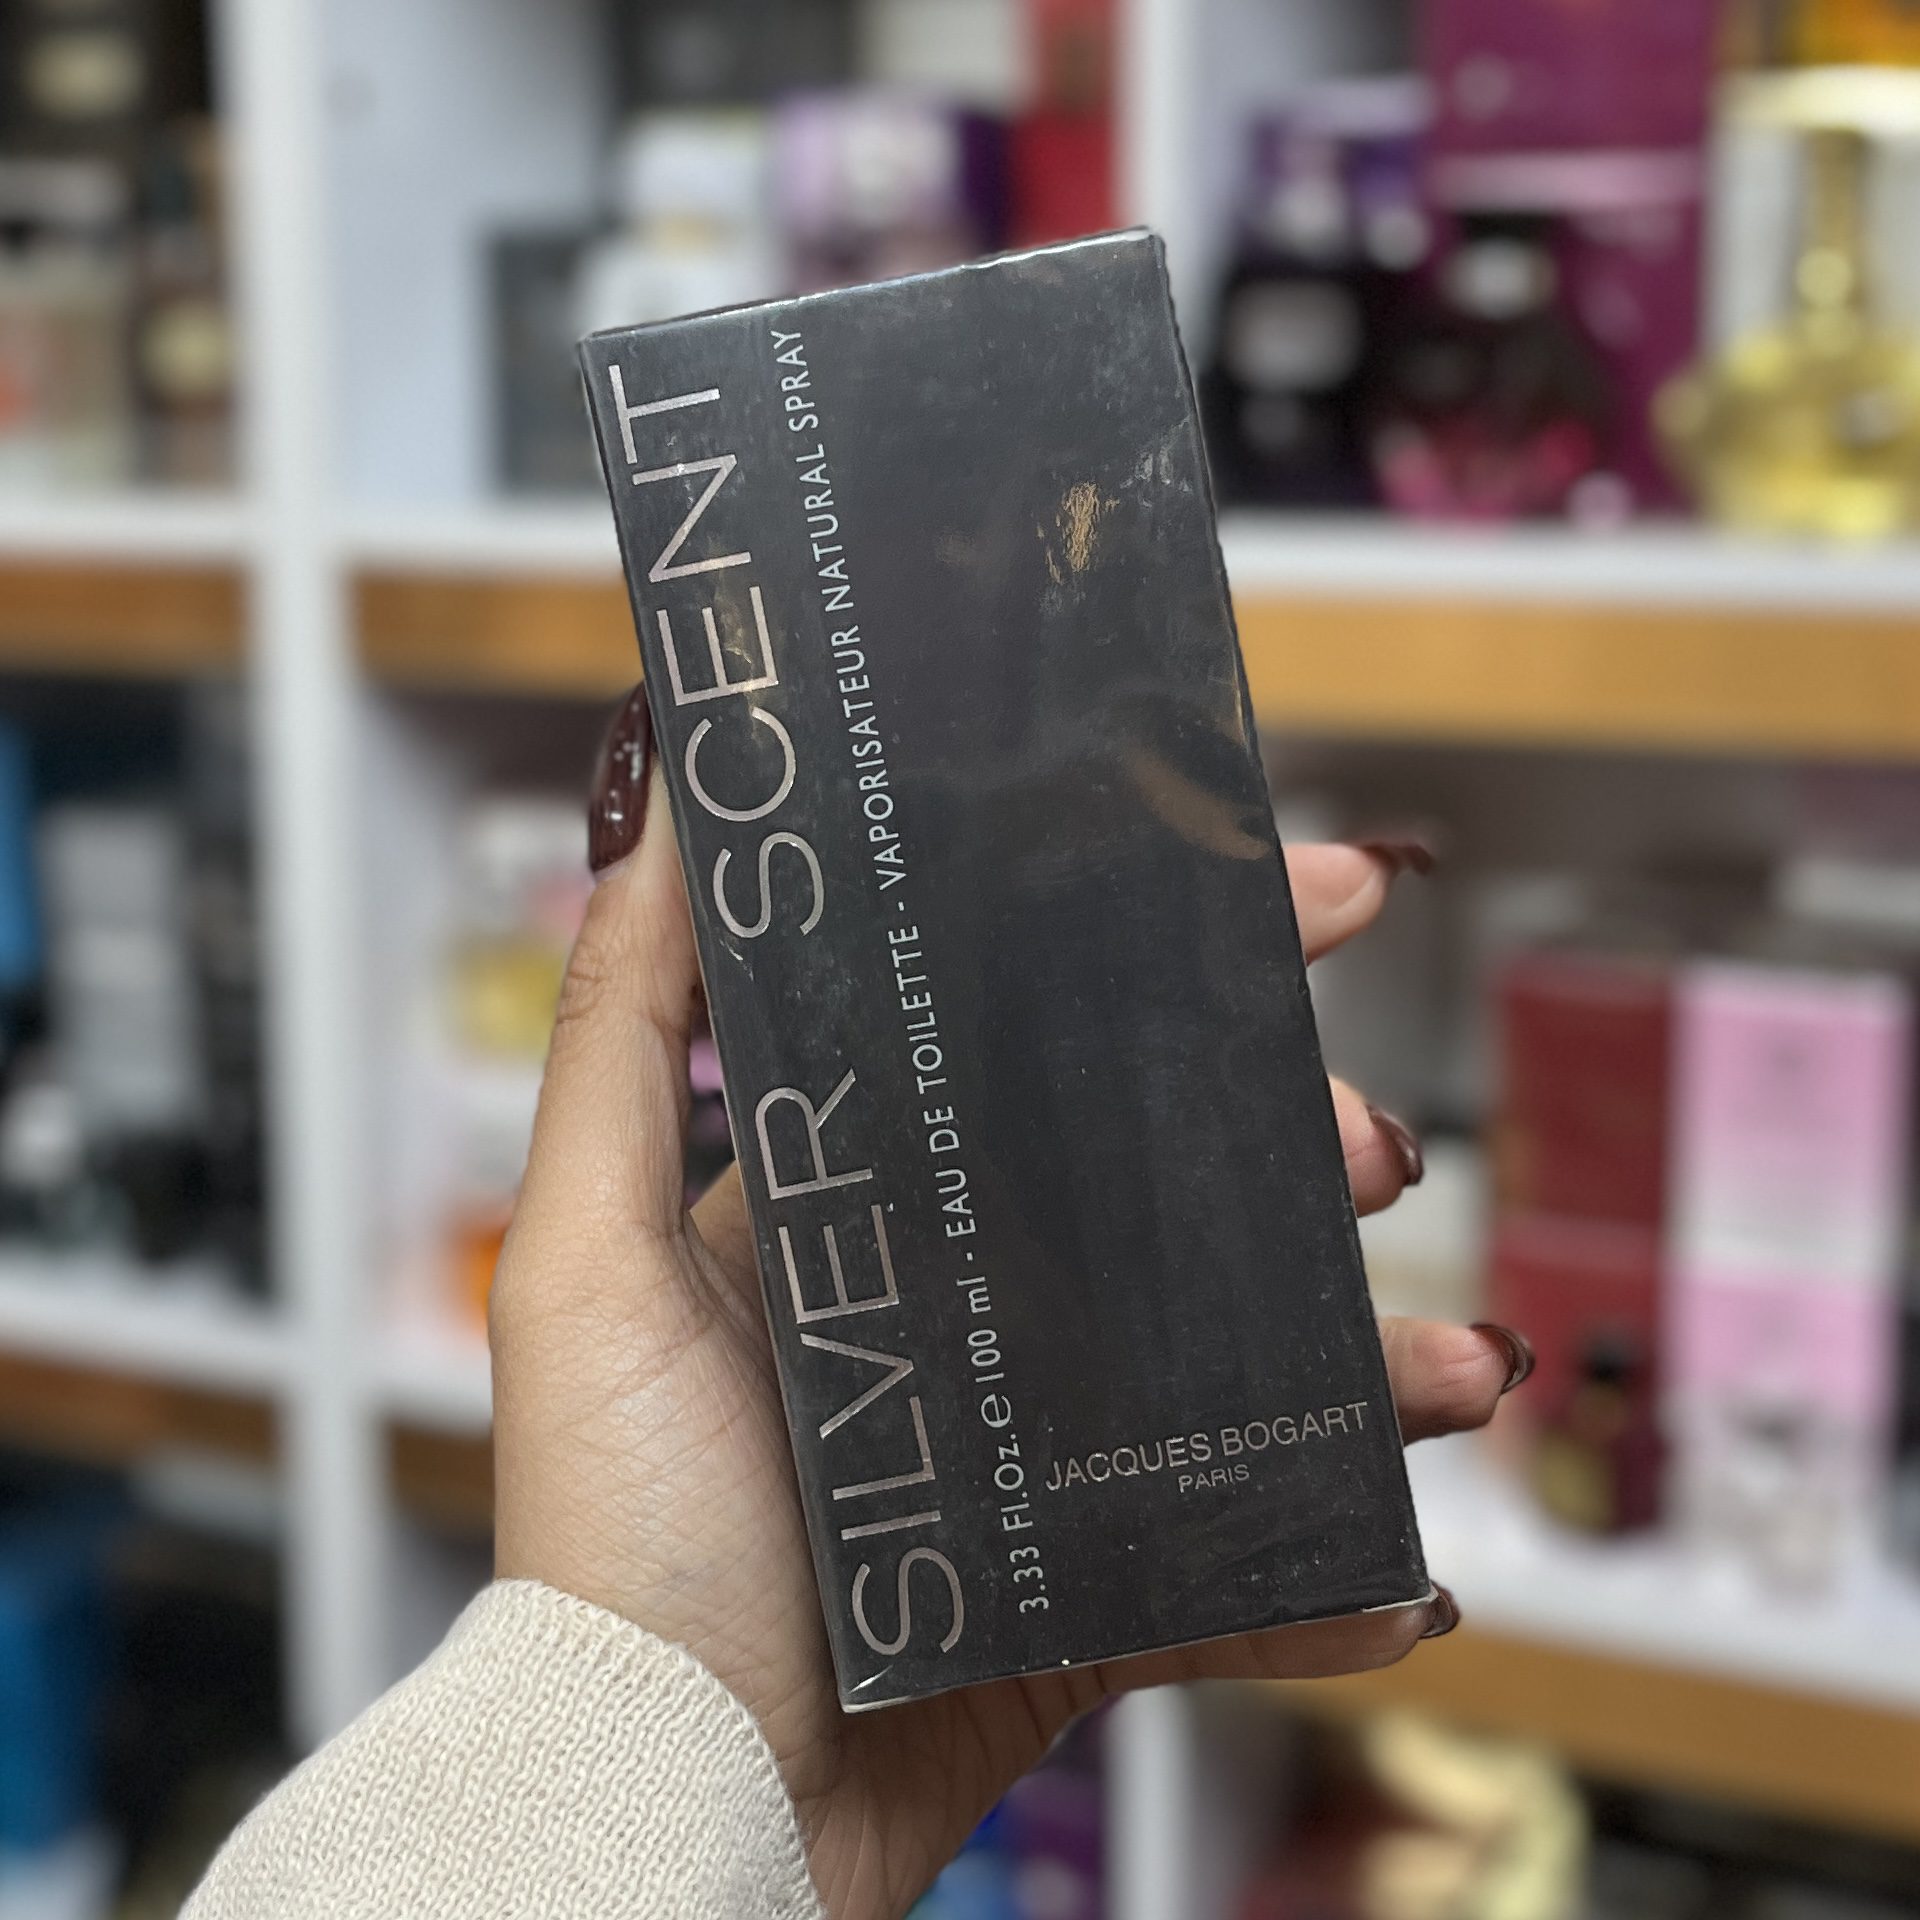 SILVER SCENT
3.33 Fl.Oz. ℮ 100 ml - EAU DE TOILETTE - VAPORISATEUR NATURAL SPRAY
JACQUES BOGART
PARIS